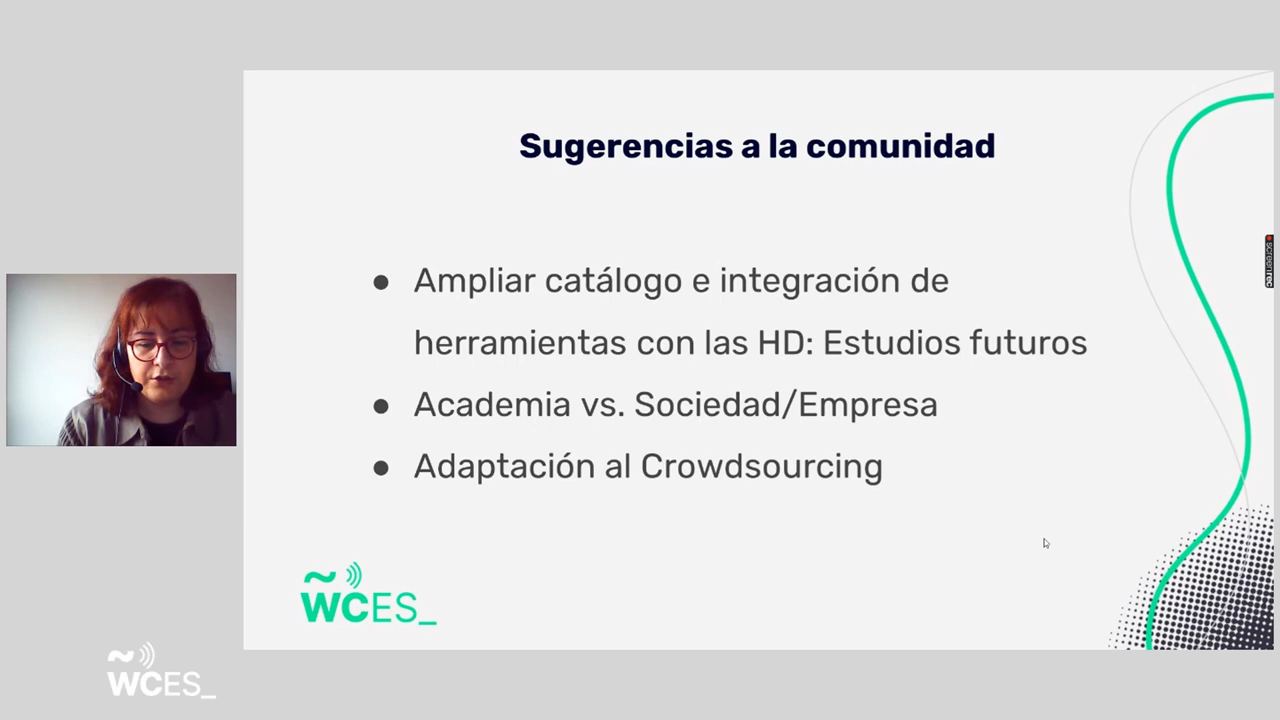 Sugerencias a la comunidad
● Ampliar catálogo e integración de
herramientas con las HD: Estudios futuros
● Academia vs. Sociedad/Empresa
● Adaptación al Crowdsourcing
WCES_
WCES_
screenrec